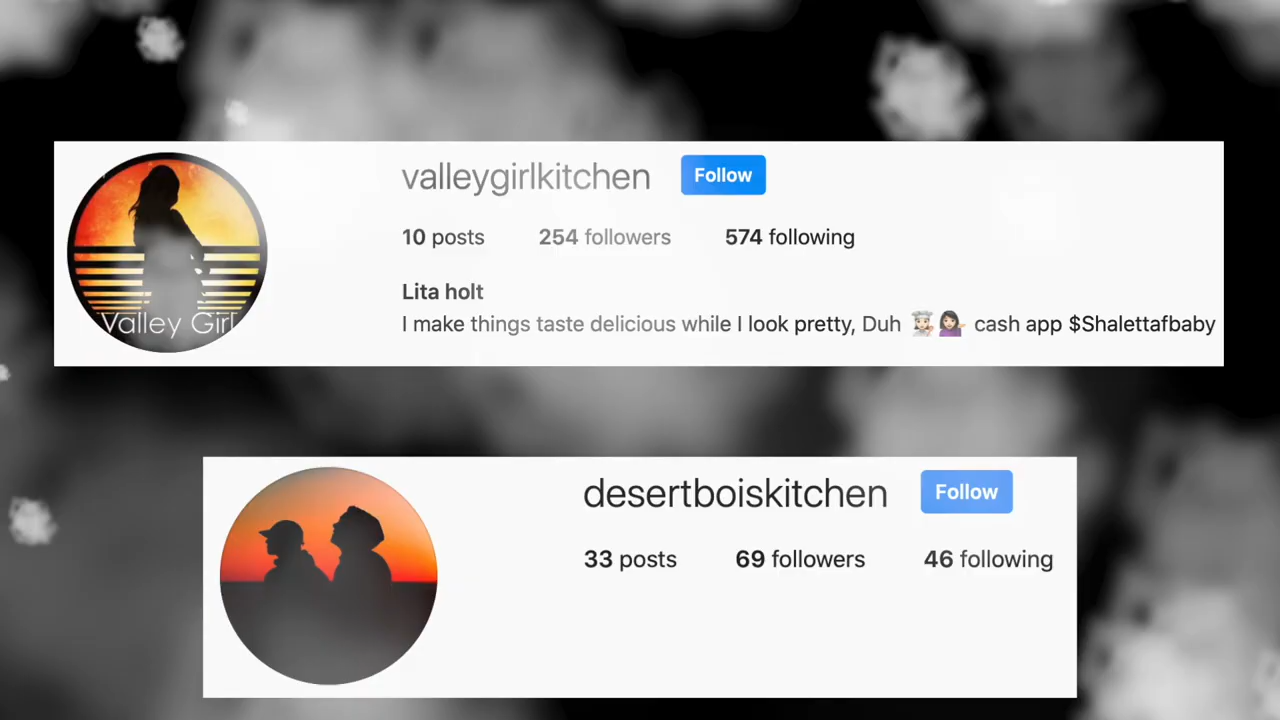 valleygirlkitchen Follow
10 posts 254 followers 574 following
Lita holt
I make things taste delicious while I look pretty, Duh 👩🏻‍🍳💁🏻‍♀️ cash app $Shalettafbaby
Valley Girl
desertboiskitchen Follow
33 posts 69 followers 46 following